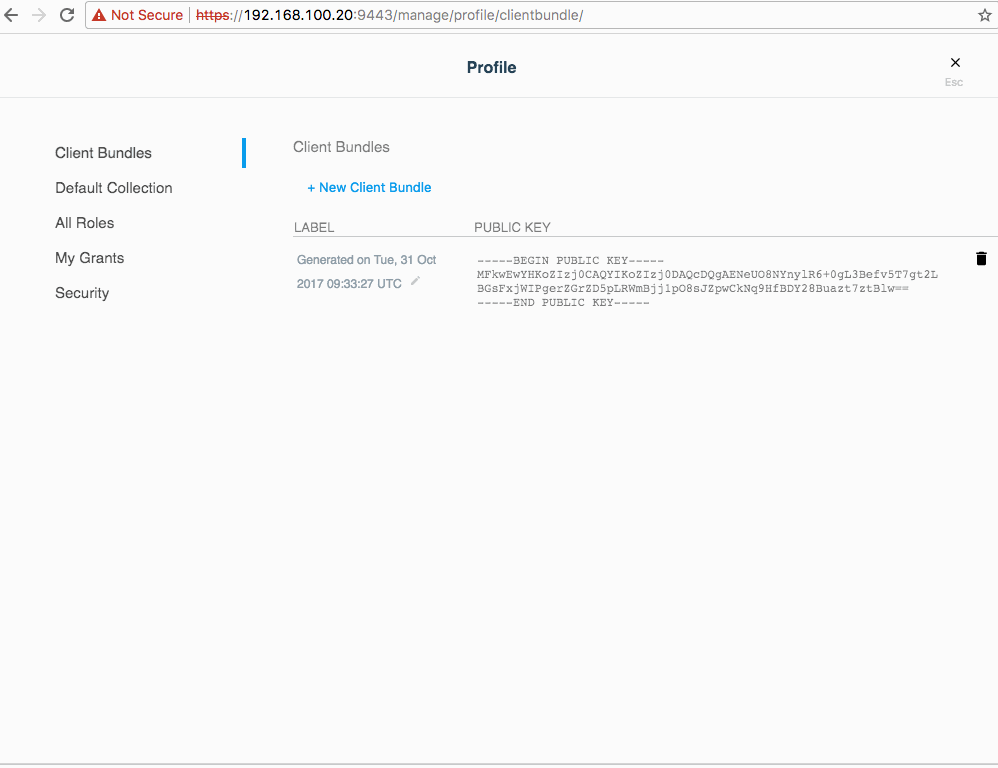 Not Secure | https://192.168.100.20:9443/manage/profile/clientbundle/
Profile
Esc
Client Bundles
Default Collection
All Roles
My Grants
Security
Client Bundles
+ New Client Bundle
LABEL PUBLIC KEY
Generated on Tue, 31 Oct
2017 09:33:27 UTC
-----BEGIN PUBLIC KEY-----
MFkwEwYHKoZIzj0CAQYIKoZIzj0DAQcDQgAENeUO8NYnylR6+0gL3Befv5T7gt2L
BGsFxjWIPgerZGrZD5pLRWmBjj1pO8sJZpwCkNq9HfBDY28Buazt7ztBlw==
-----END PUBLIC KEY-----